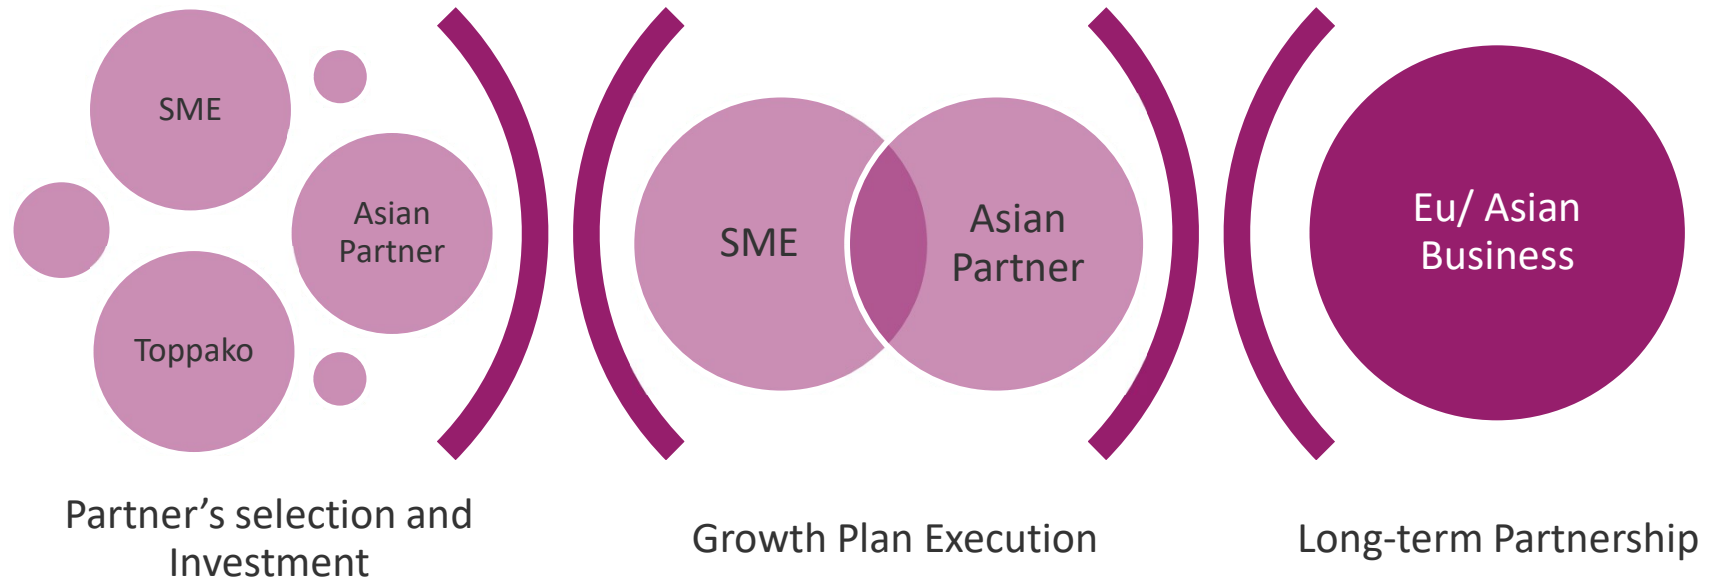 SME
Asian
Partner
Toppako
Partner’s selection and
Investment
SME
Asian
Partner
Growth Plan Execution
Eu/ Asian
Business
Long-term Partnership